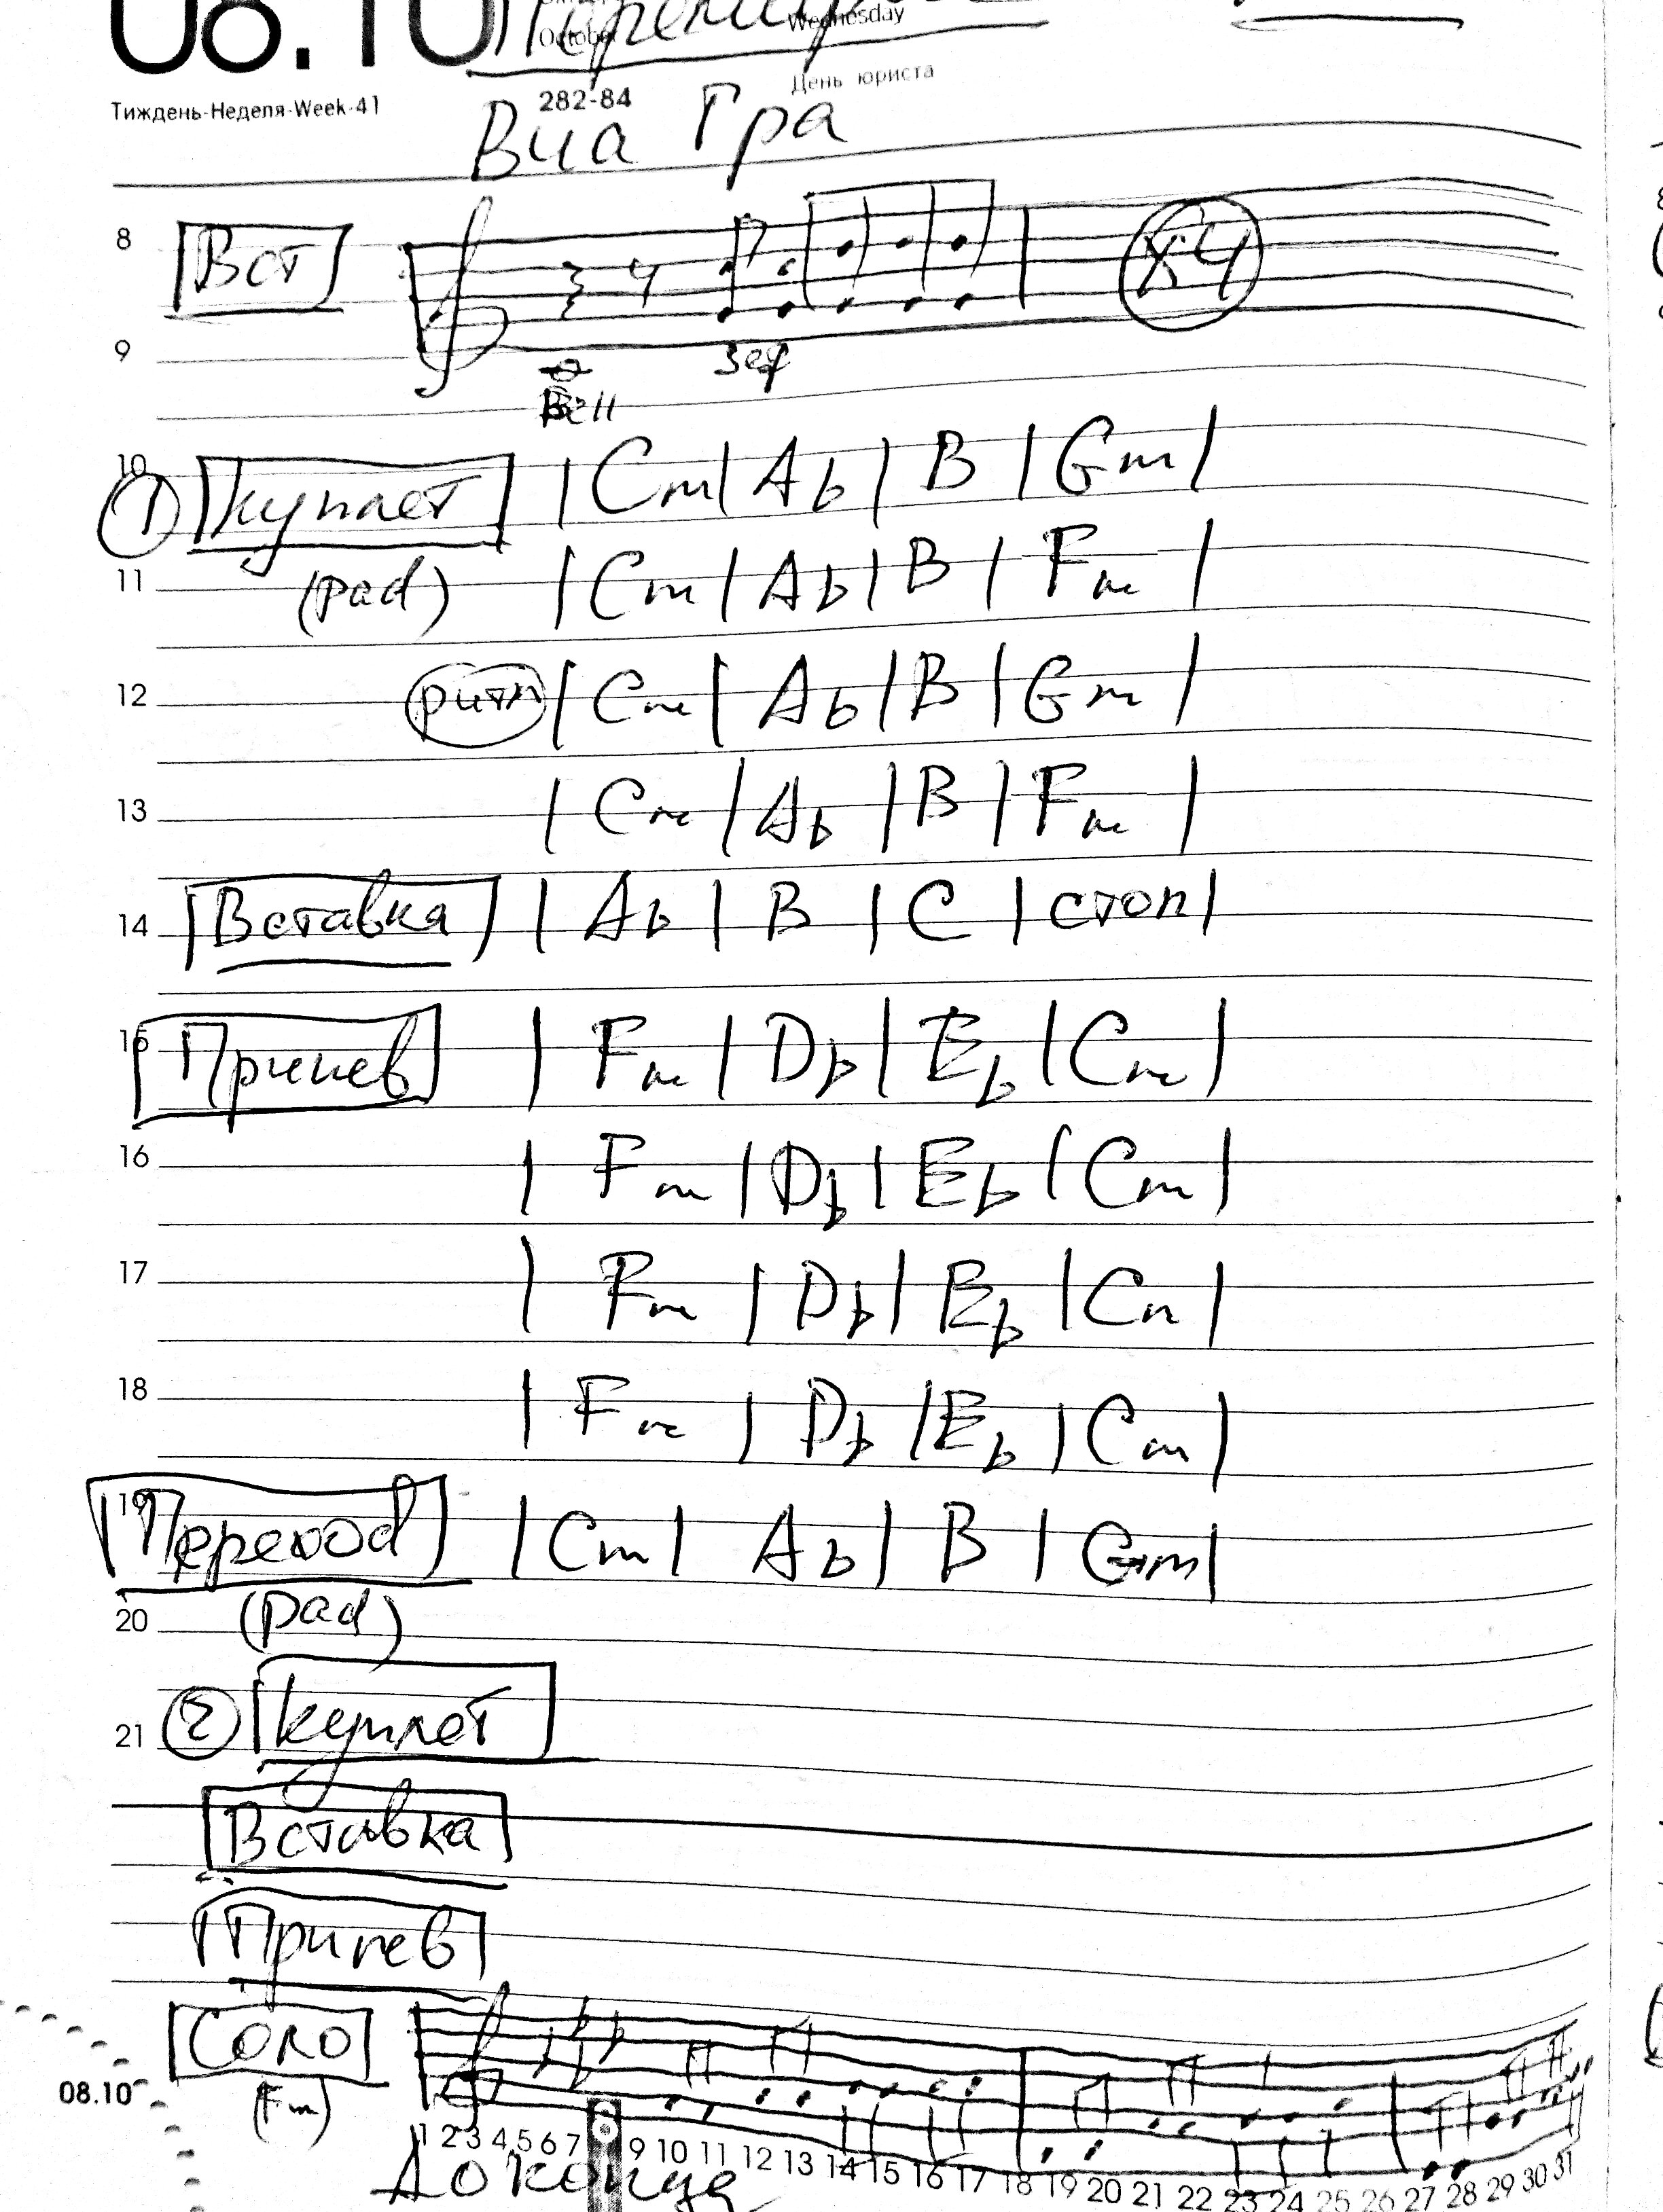 08.10 October Wednesday
Тиждень-Неделя-Week-41 282-84 День юриста
Виа Гра
8 Вст x4
9 Bell
10 ① Куплет | Cm | Ab | B | Gm |
11 (pad) | Cm | Ab | B | Fm |
12 ритм | Cm | Ab | B | Gm |
13 | Cm | Ab | B | Fm |
14 Вставка | Ab | B | C | стоп |
15 Припев | Fm | Db | Eb | Cm |
16 | Fm | Db | Eb | Cm |
17 | Fm | Db | Eb | Cm |
18 | Fm | Db | Eb | Cm |
19 Переход | Cm | Ab | B | Gm |
20 (pad)
21 ② Куплет
Вставка
Припев
Соло
08.10 (Fm)
1 2 3 4 5 6 7 8 9 10 11 12 13 14 15 16 17 18 19 20 21 22 23 24 25 26 27 28 29 30 31
До конца